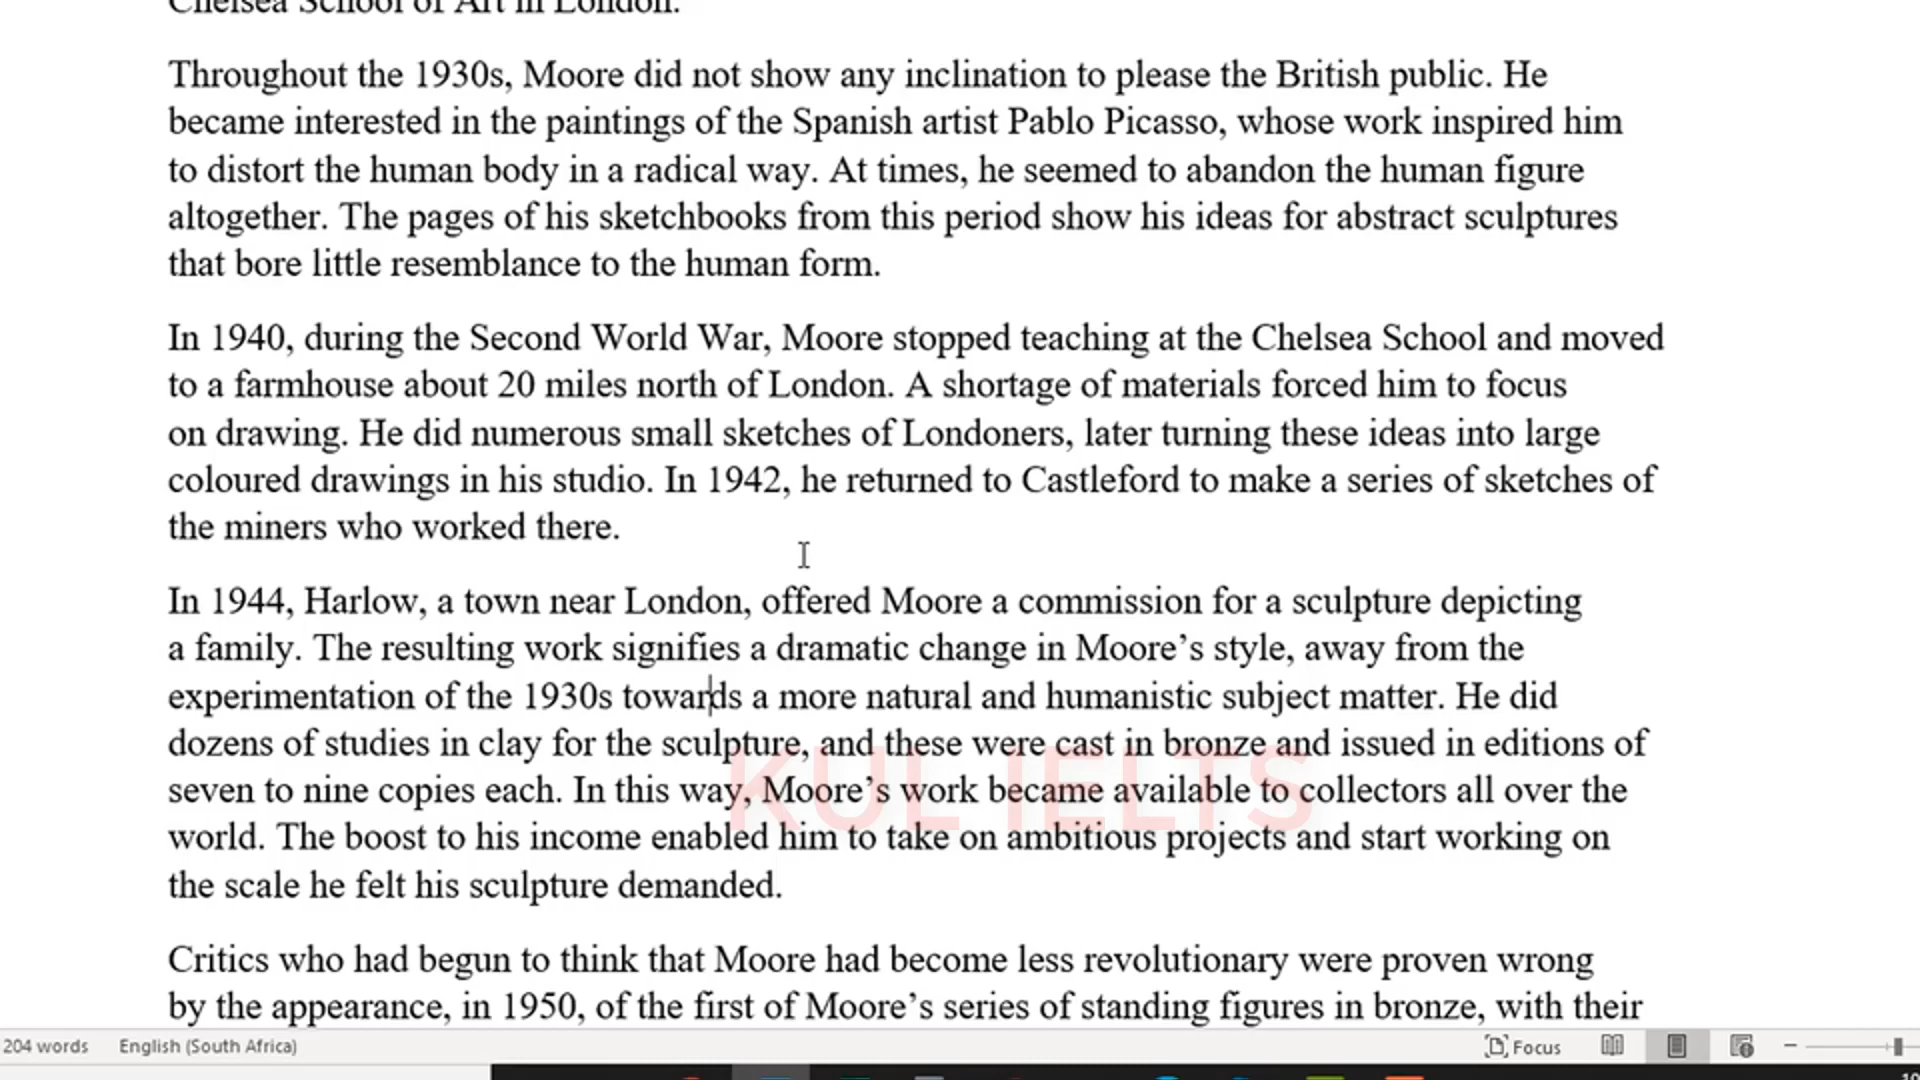 Chelsea School of Art in London.
Throughout the 1930s, Moore did not show any inclination to please the British public. He
became interested in the paintings of the Spanish artist Pablo Picasso, whose work inspired him
to distort the human body in a radical way. At times, he seemed to abandon the human figure
altogether. The pages of his sketchbooks from this period show his ideas for abstract sculptures
that bore little resemblance to the human form.
In 1940, during the Second World War, Moore stopped teaching at the Chelsea School and moved
to a farmhouse about 20 miles north of London. A shortage of materials forced him to focus
on drawing. He did numerous small sketches of Londoners, later turning these ideas into large
coloured drawings in his studio. In 1942, he returned to Castleford to make a series of sketches of
the miners who worked there.
In 1944, Harlow, a town near London, offered Moore a commission for a sculpture depicting
a family. The resulting work signifies a dramatic change in Moore’s style, away from the
experimentation of the 1930s towards a more natural and humanistic subject matter. He did
dozens of studies in clay for the sculpture, and these were cast in bronze and issued in editions of
seven to nine copies each. In this way, Moore’s work became available to collectors all over the
world. The boost to his income enabled him to take on ambitious projects and start working on
the scale he felt his sculpture demanded.
KUL IELTS
Critics who had begun to think that Moore had become less revolutionary were proven wrong
by the appearance, in 1950, of the first of Moore’s series of standing figures in bronze, with their
204 words English (South Africa) Focus